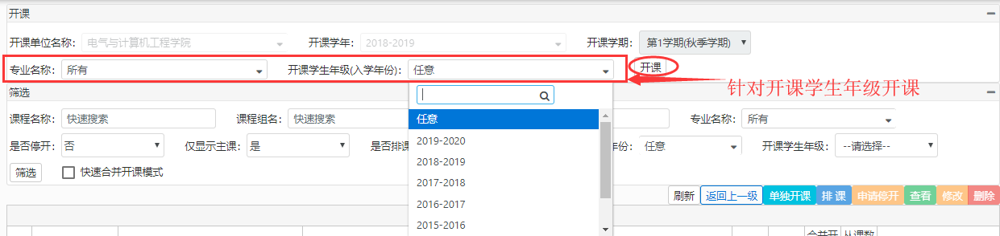 开课
开课单位名称: 电气与计算机工程学院 开课学年: 2018-2019 开课学期: 第1学期(秋季学期)
专业名称: 所有 开课学生年级(入学年份): 任意 开课
针对开课学生年级开课
筛选
课程名称: 快速搜索 课程组名: 快速搜索 专业名称: 所有
任意
是否停开: 否 仅显示主课: 是 是否排课 年份: 任意 开课学生年级: --请选择--
2019-2020
2018-2019
2017-2018
2016-2017
2015-2016
筛选 快速合并开课模式
刷新 返回上一级 单独开课 排 课 申请停开 查看 修改 删除
合并开 从课数